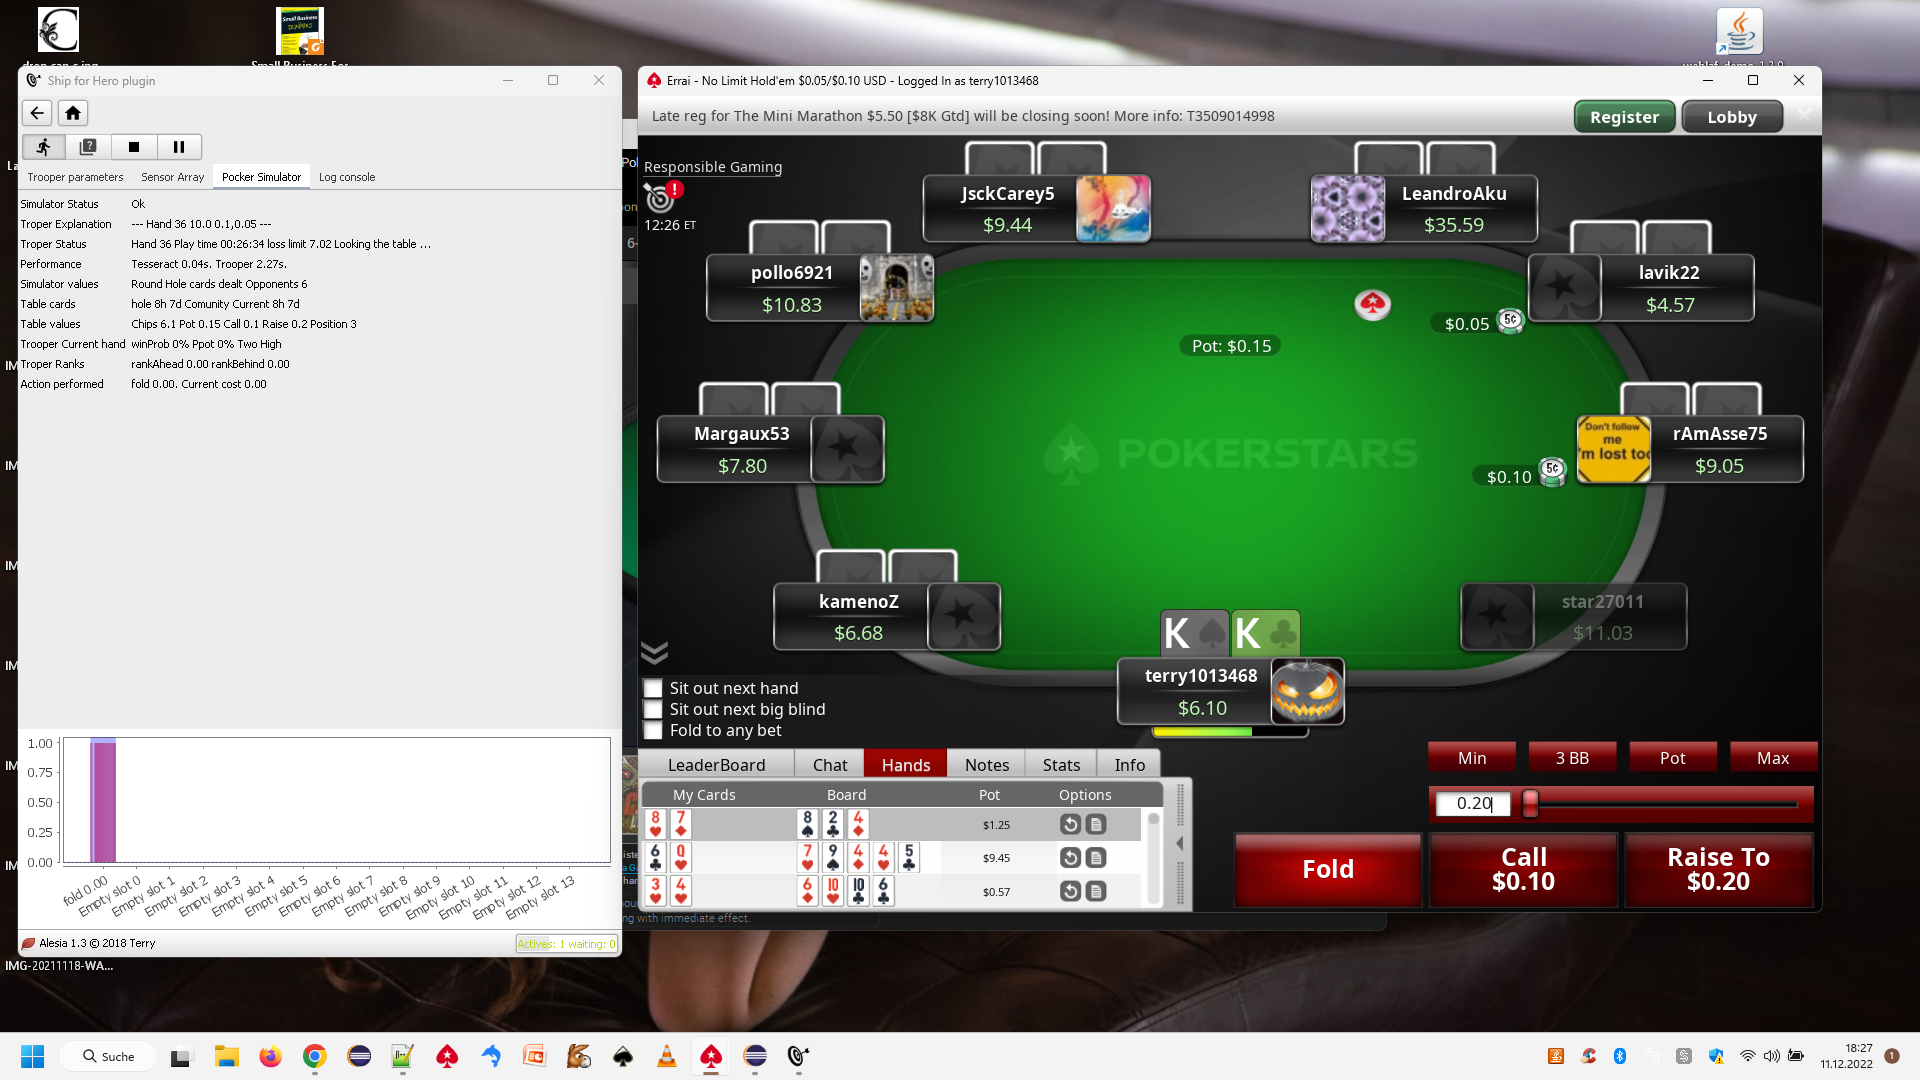 Small Business For
Ship for Hero plugin
Trooper parameters
Sensor Array
Pocker Simulator
Log console
Simulator Status Ok
Troper Explanation --- Hand 36 10.0 0.1,0.05 ---
Troper Status Hand 36 Play time 00:26:34 loss limit 7.02 Looking the table ...
Performance Tesseract 0.04s. Trooper 2.27s.
Simulator values Round Hole cards dealt Opponents 6
Table cards hole 8h 7d Comunity Current 8h 7d
Table values Chips 6.1 Pot 0.15 Call 0.1 Raise 0.2 Position 3
Trooper Current hand winProb 0% Ppot 0% Two High
Troper Ranks rankAhead 0.00 rankBehind 0.00
Action performed fold 0.00. Current cost 0.00
1.00
0.75
0.50
0.25
0.00
fold 0.00
Empty slot 0
Empty slot 1
Empty slot 2
Empty slot 3
Empty slot 4
Empty slot 5
Empty slot 6
Empty slot 7
Empty slot 8
Empty slot 9
Empty slot 10
Empty slot 11
Empty slot 12
Empty slot 13
Alesia 1.3 © 2018 Terry
Actives: 1 waiting: 0
IMG-20211118-WA...
Errai - No Limit Hold'em $0.05/$0.10 USD - Logged In as terry1013468
Late reg for The Mini Marathon $5.50 [$8K Gtd] will be closing soon! More info: T3509014998
Register
Lobby
Responsible Gaming
12:26 ET
JsckCarey5
$9.44
LeandroAku
$35.59
pollo6921
$10.83
lavik22
$4.57
$0.05
5¢
Pot: $0.15
Margaux53
$7.80
POKERSTARS
Don't follow
me
I'm lost too
rAmAsse75
$9.05
$0.10
5¢
kamenoZ
$6.68
star27011
$11.03
K K
terry1013468
$6.10
Sit out next hand
Sit out next big blind
Fold to any bet
LeaderBoard
Chat
Hands
Notes
Stats
Info
My Cards Board Pot Options
8 7 8 2 4 $1.25
6 Q 7 9 4 4 5 $9.45
3 4 6 10 10 6 $0.57
ng with immediate effect.
Min
3 BB
Pot
Max
0.20
Fold
Call
$0.10
Raise To
$0.20
Suche
18:27
11.12.2022
1